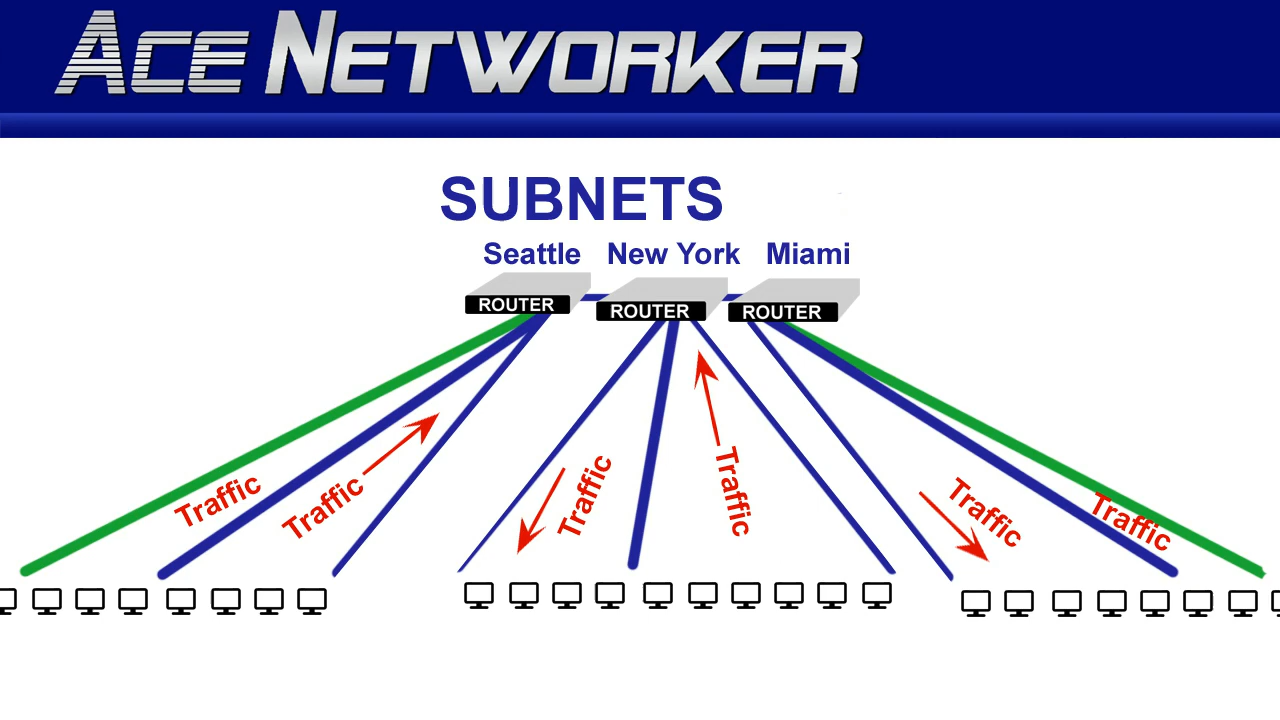 ACE NETWORKER
SUBNETS
Seattle New York Miami
ROUTER ROUTER ROUTER
Traffic
Traffic
Traffic
Traffic
Traffic
Traffic